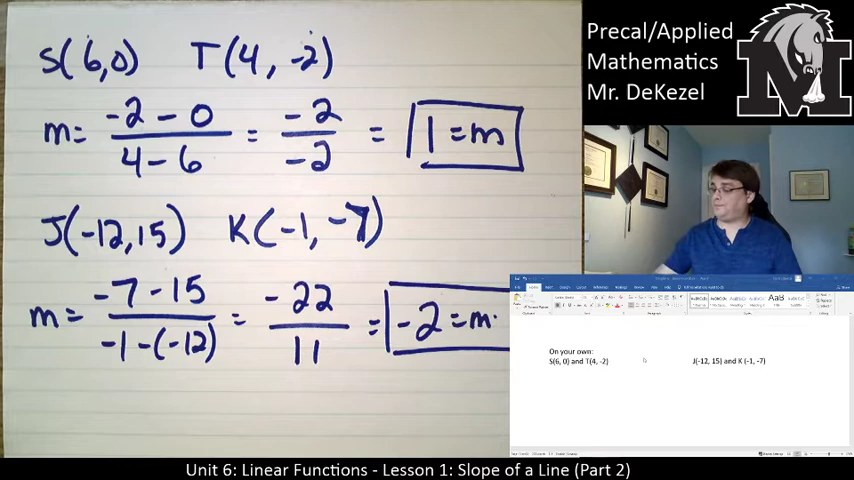 S(6,0) T(4, -2)
m = -2 - 0 / 4 - 6 = -2 / -2 = 1 = m
J(-12, 15) K(-1, -7)
m = -7 - 15 / -1 - (-12) = -22 / 11 = -2 = m
Precal/Applied
Mathematics
Mr. DeKezel
On your own:
S(6, 0) and T(4, -2) J(-12, 15) and K (-1, -7)
Unit 6: Linear Functions - Lesson 1: Slope of a Line (Part 2)